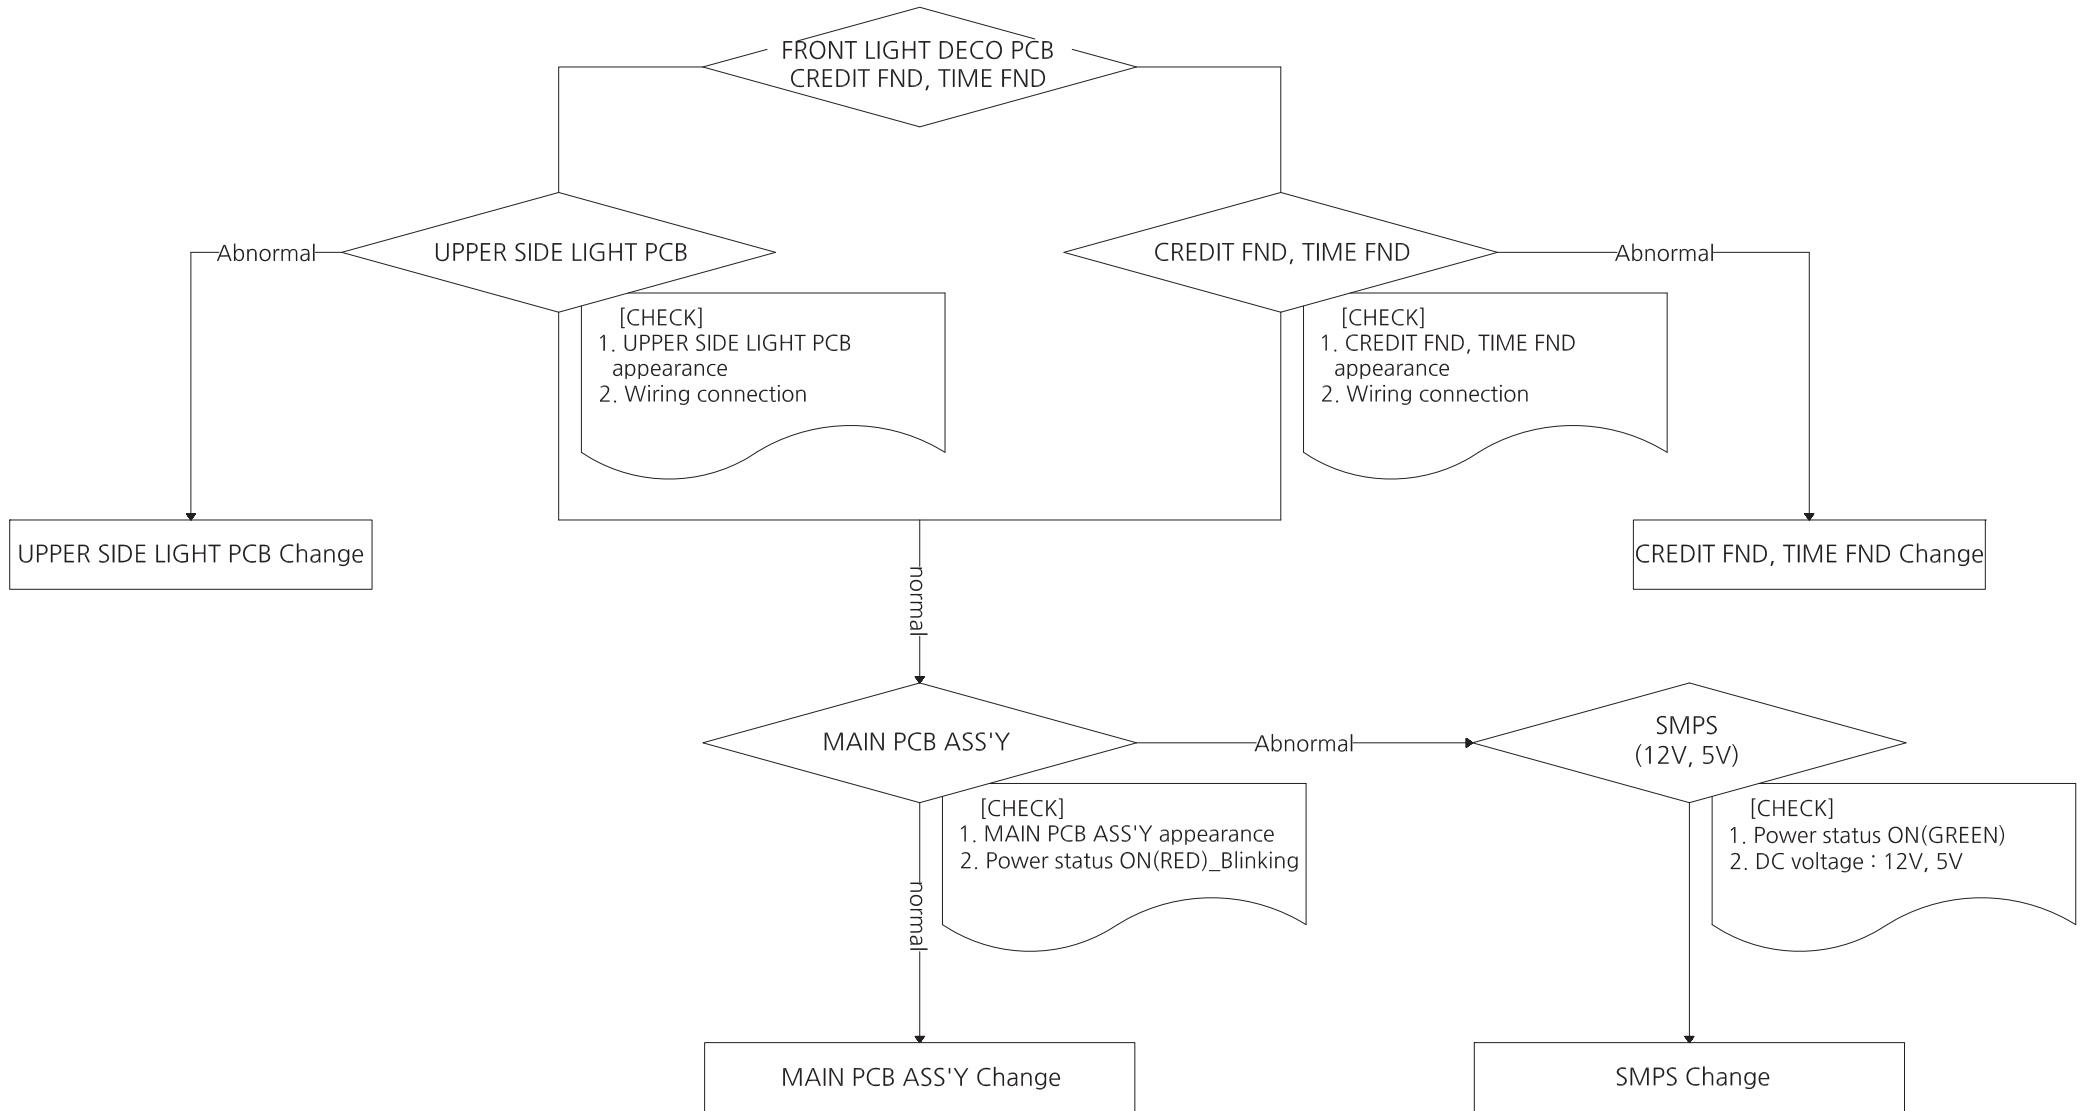 FRONT LIGHT DECO PCB
CREDIT FND, TIME FND
Abnormal
UPPER SIDE LIGHT PCB
CREDIT FND, TIME FND
Abnormal
[CHECK]
1. UPPER SIDE LIGHT PCB
appearance
2. Wiring connection
[CHECK]
1. CREDIT FND, TIME FND
appearance
2. Wiring connection
UPPER SIDE LIGHT PCB Change
CREDIT FND, TIME FND Change
normal
MAIN PCB ASS'Y
Abnormal
SMPS
(12V, 5V)
[CHECK]
1. MAIN PCB ASS'Y appearance
2. Power status ON(RED)_Blinking
[CHECK]
1. Power status ON(GREEN)
2. DC voltage : 12V, 5V
normal
MAIN PCB ASS'Y Change
SMPS Change